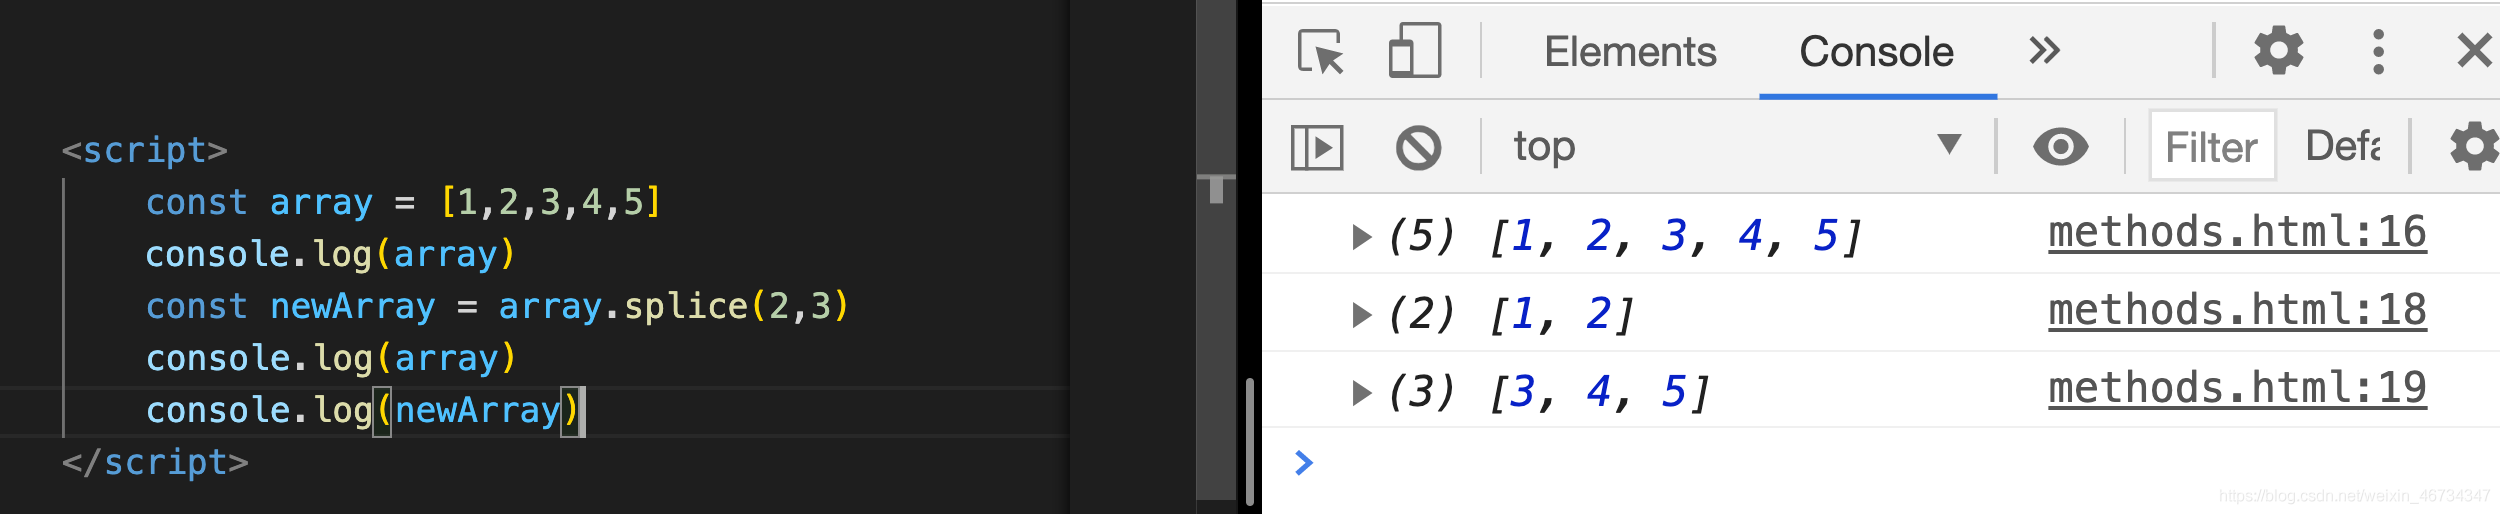 <script>
const array = [1,2,3,4,5]
console.log(array)
const newArray = array.splice(2,3)
console.log(array)
console.log(newArray)
</script>
Elements Console
top Filter Defa
(5) [1, 2, 3, 4, 5] methods.html:16
(2) [1, 2] methods.html:18
(3) [3, 4, 5] methods.html:19
https://blog.csdn.net/weixin_46734347